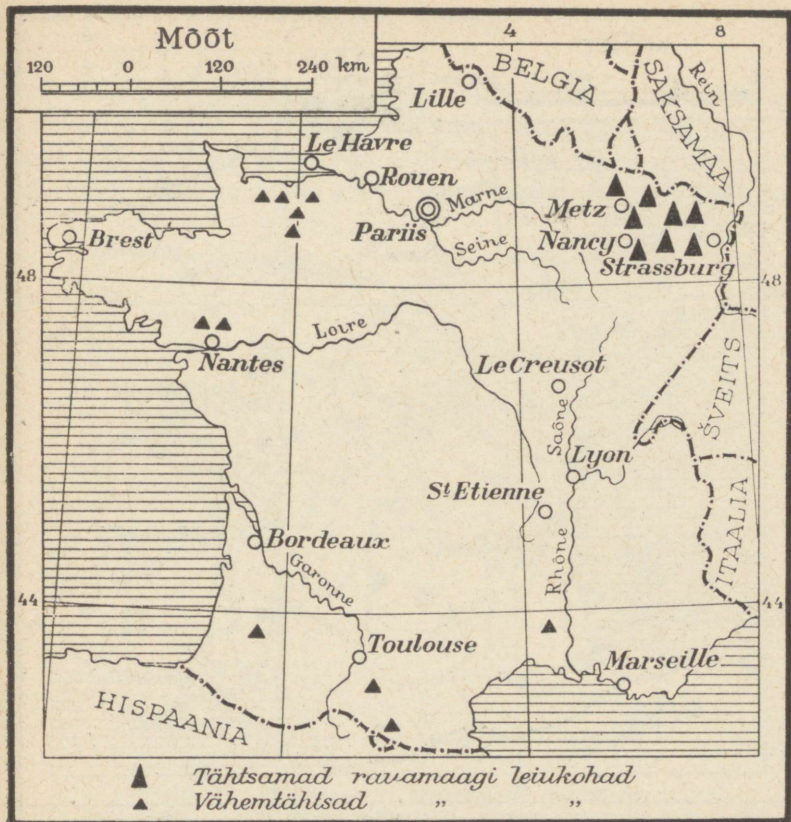 Mõõt
120 0 120 240 km
4 8
BELGIA
SAKSAMAA
Rein
Lille
Le Havre
Rouen
Marne
Metz
Pariis
Brest
Seine
Nancy
Strassburg
48 48
Loire
Nantes
Le Creusot
ŠVEITS
Saône
Lyon
St Etienne
ITAALIA
Bordeaux
Rhône
Garonne
44 44
Toulouse
Marseille
HISPAANIA
Tähtsamad ravamaagi leiukohad
Vähemtähtsad " "